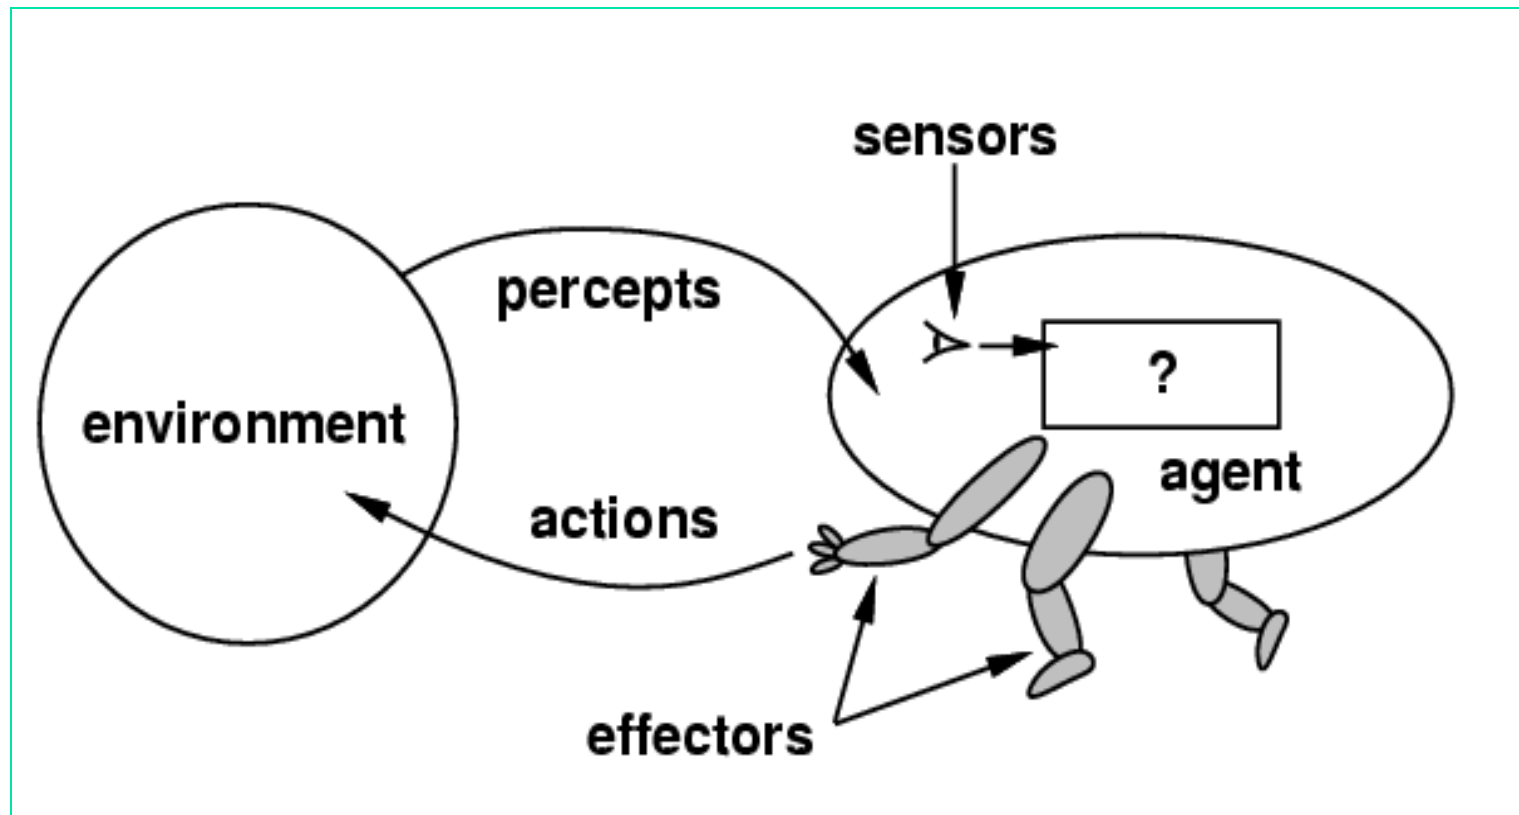 sensors
percepts
?
environment
agent
actions
effectors